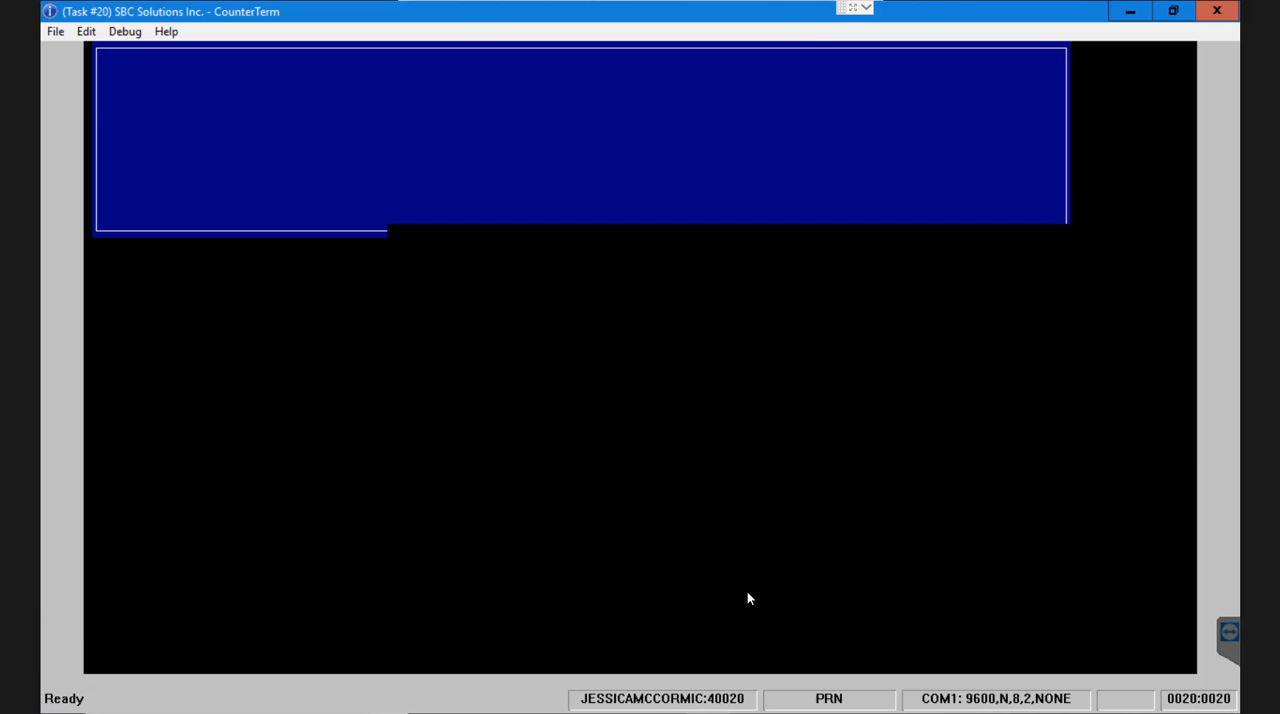 (Task #20) SBC Solutions Inc. - CounterTerm
File Edit Debug Help
Ready JESSICAMCCORMIC:40020 PRN COM1: 9600,N,8,2,NONE 0020:0020